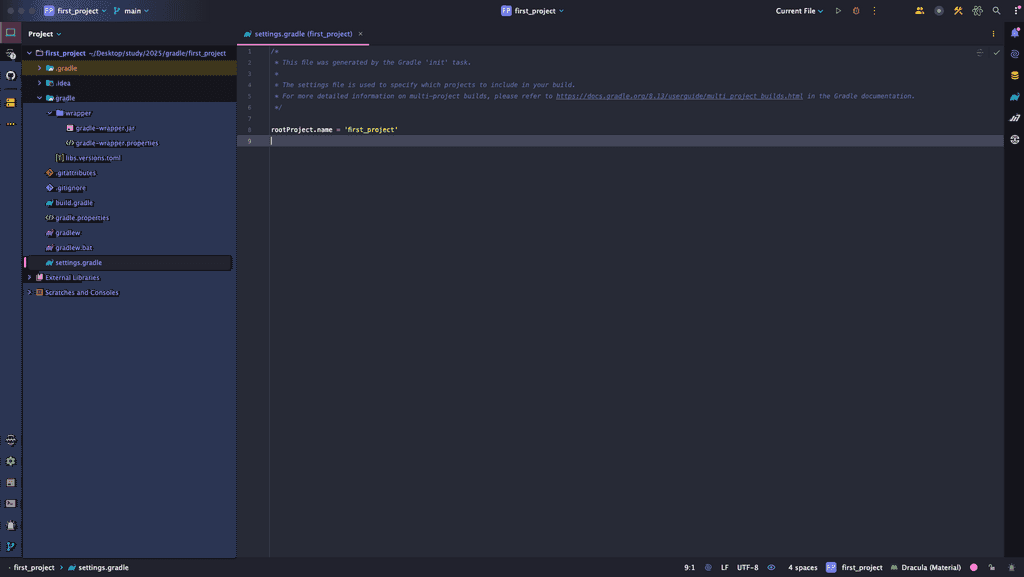 FP first_project main
FP first_project
Current File
Project
settings.gradle (first_project)
first_project ~/Desktop/study/2025/gradle/first_project
.gradle
.idea
gradle
wrapper
gradle-wrapper.jar
gradle-wrapper.properties
libs.versions.toml
.gitattributes
.gitignore
build.gradle
gradle.properties
gradlew
gradlew.bat
settings.gradle
External Libraries
Scratches and Consoles
1 /*
2 * This file was generated by the Gradle 'init' task.
3 *
4 * The settings file is used to specify which projects to include in your build.
5 * For more detailed information on multi-project builds, please refer to https://docs.gradle.org/8.13/userguide/multi_project_builds.html in the Gradle documentation.
6 */
7
8 rootProject.name = 'first_project'
9
first_project > settings.gradle
9:1 LF UTF-8 4 spaces FP first_project Dracula (Material)